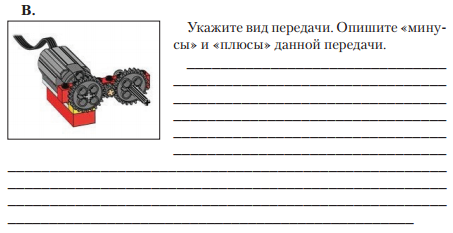 В.
Укажите вид передачи. Опишите «мину-
сы» и «плюсы» данной передачи.